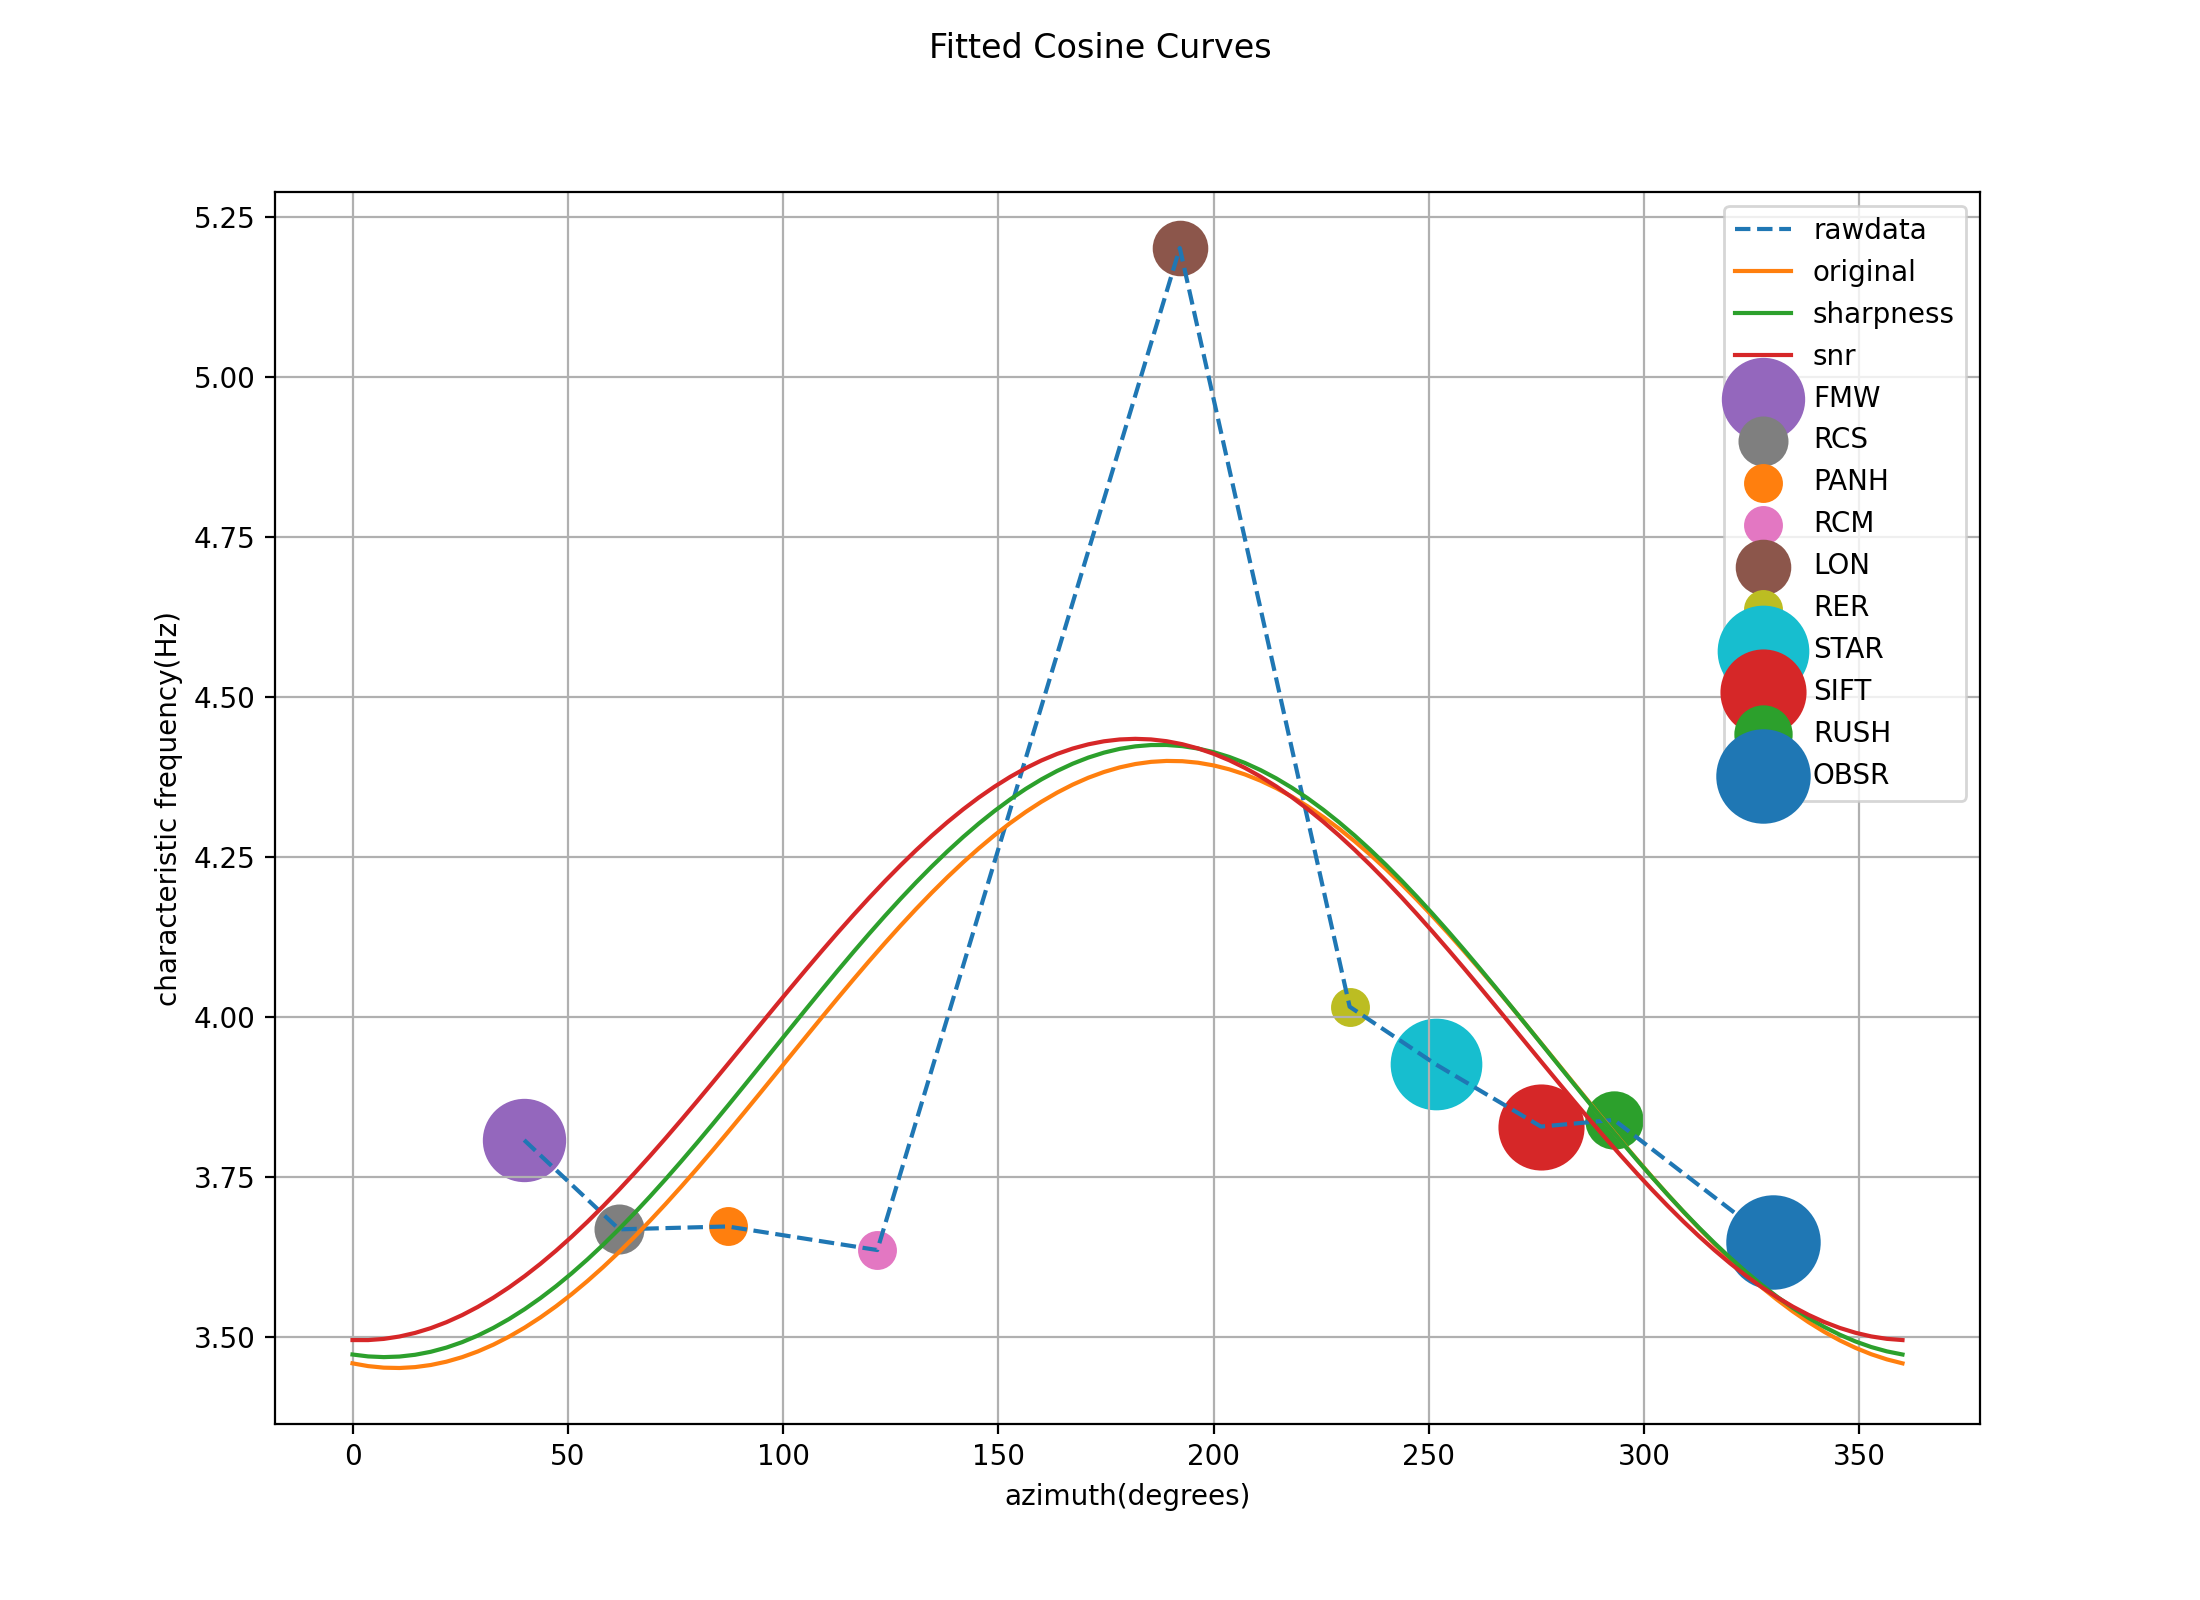 Fitted Cosine Curves
5.25
5.00
4.75
4.50
4.25
4.00
3.75
3.50
characteristic frequency(Hz)
rawdata
original
sharpness
snr
FMW
RCS
PANH
RCM
LON
RER
STAR
SIFT
RUSH
OBSR
0 50 100 150 200 250 300 350
azimuth(degrees)